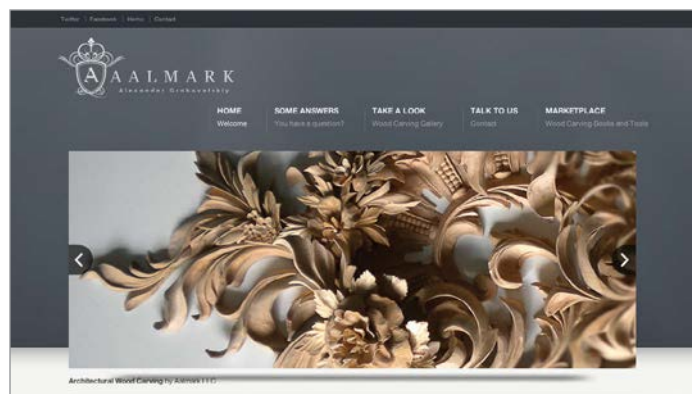 Twitter Facebook Home Contact
A AALMARK
Alexander Grabovetskiy
HOME SOME ANSWERS TAKE A LOOK TALK TO US MARKETPLACE
Welcome You have a question? Wood Carving Gallery Contact Wood Carving Books and Tools
Architectural Wood Carving by Aalmark LLC